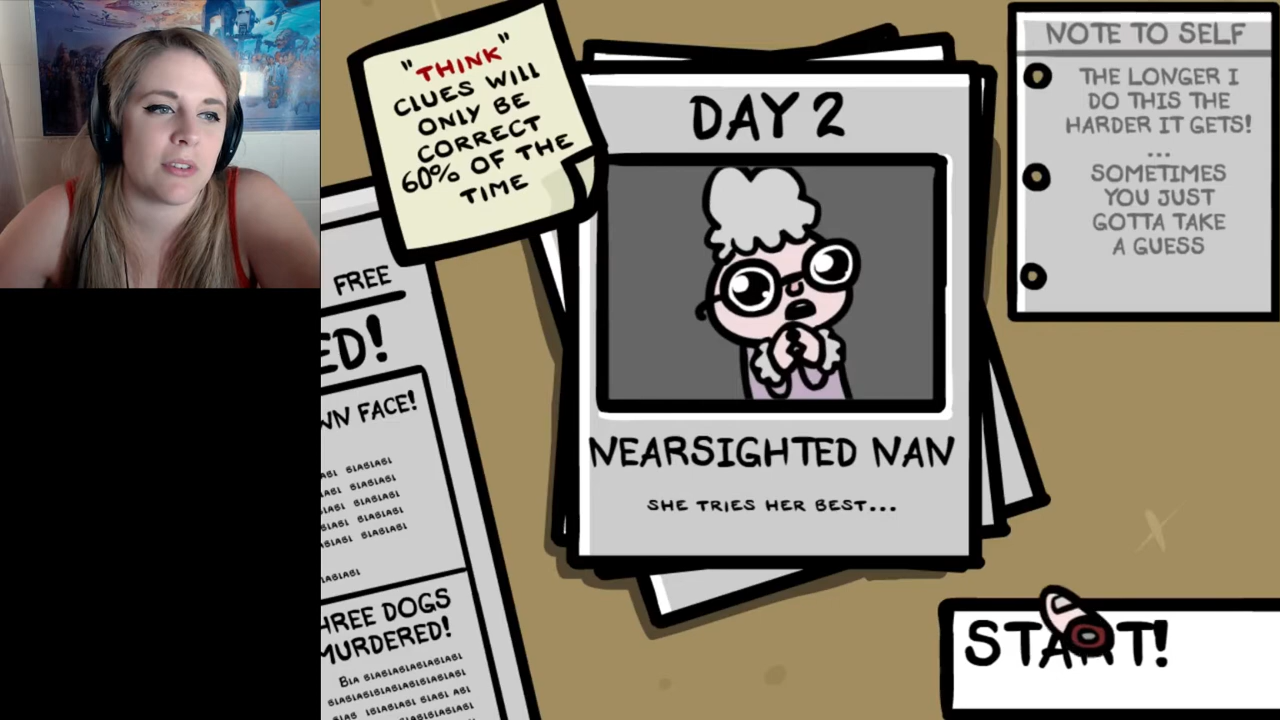 "THINK"
CLUES WILL
ONLY BE
CORRECT
60% OF THE
TIME
DAY 2
NEARSIGHTED NAN
SHE TRIES HER BEST...
NOTE TO SELF
THE LONGER I
DO THIS THE
HARDER IT GETS!
...
SOMETIMES
YOU JUST
GOTTA TAKE
A GUESS
FREE
ED!
WN FACE!
HREE DOGS
MURDERED!
START!